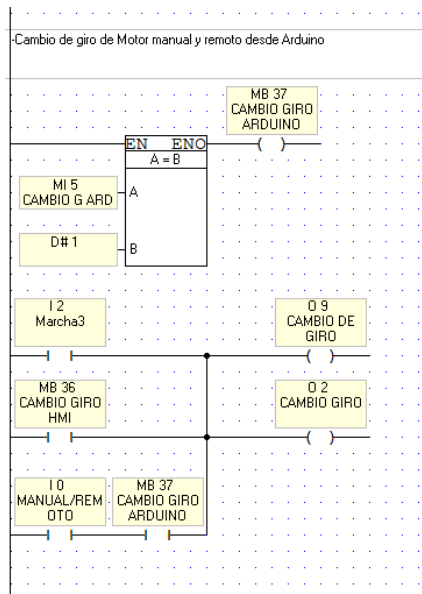 -Cambio de giro de Motor manual y remoto desde Arduino
MB 37
CAMBIO GIRO
ARDUINO
EN ENO
A = B
MI 5
CAMBIO G ARD
A
D# 1
B
I 2
Marcha3
O 9
CAMBIO DE
GIRO
MB 36
CAMBIO GIRO
HMI
O 2
CAMBIO GIRO
I 0
MANUAL/REM
OTO
MB 37
CAMBIO GIRO
ARDUINO